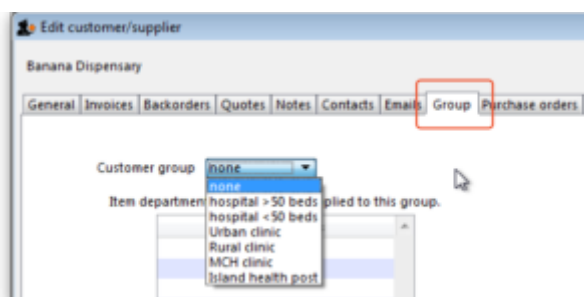 Edit customer/supplier
Banana Dispensary
General Invoices Backorders Quotes Notes Contacts Emails Group Purchase orders
Customer group none
none
Item departmen hospital >50 beds plied to this group.
hospital <50 beds
Urban clinic
Rural clinic
MCH clinic
Island health post